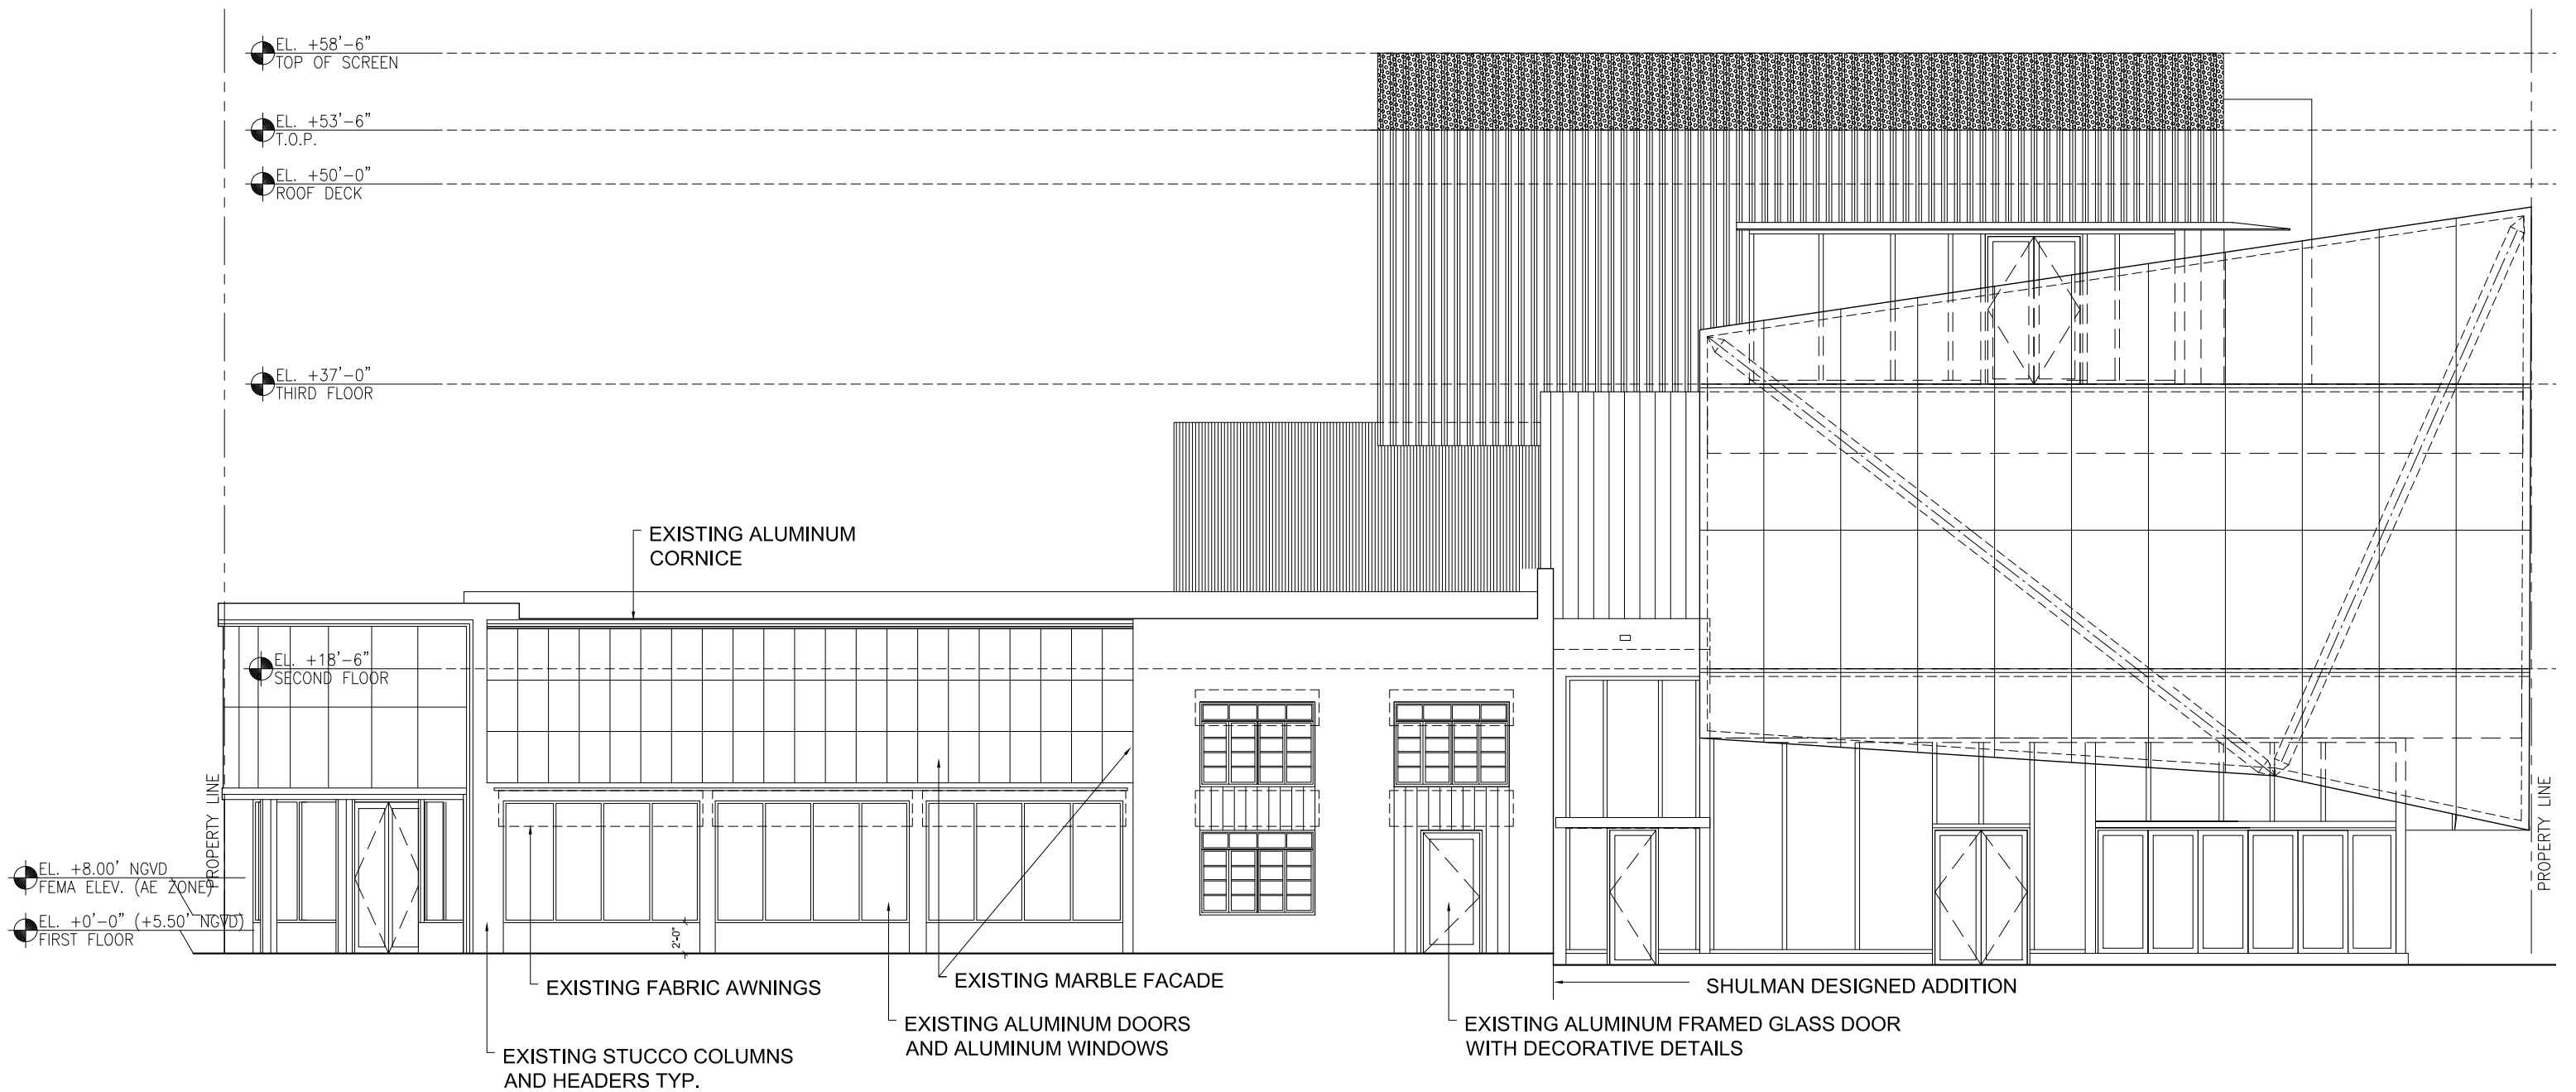 EL. +58'-6"
TOP OF SCREEN
EL. +53'-6"
T.O.P.
EL. +50'-0"
ROOF DECK
EL. +37'-0"
THIRD FLOOR
EXISTING ALUMINUM
CORNICE
EL. +18'-6"
SECOND FLOOR
PROPERTY LINE
PROPERTY LINE
EL. +8.00' NGVD
FEMA ELEV. (AE ZONE)
EL. +0'-0" (+5.50' NGVD)
FIRST FLOOR
2'-0"
EXISTING FABRIC AWNINGS
EXISTING MARBLE FACADE
SHULMAN DESIGNED ADDITION
EXISTING ALUMINUM DOORS
AND ALUMINUM WINDOWS
EXISTING ALUMINUM FRAMED GLASS DOOR
WITH DECORATIVE DETAILS
EXISTING STUCCO COLUMNS
AND HEADERS TYP.